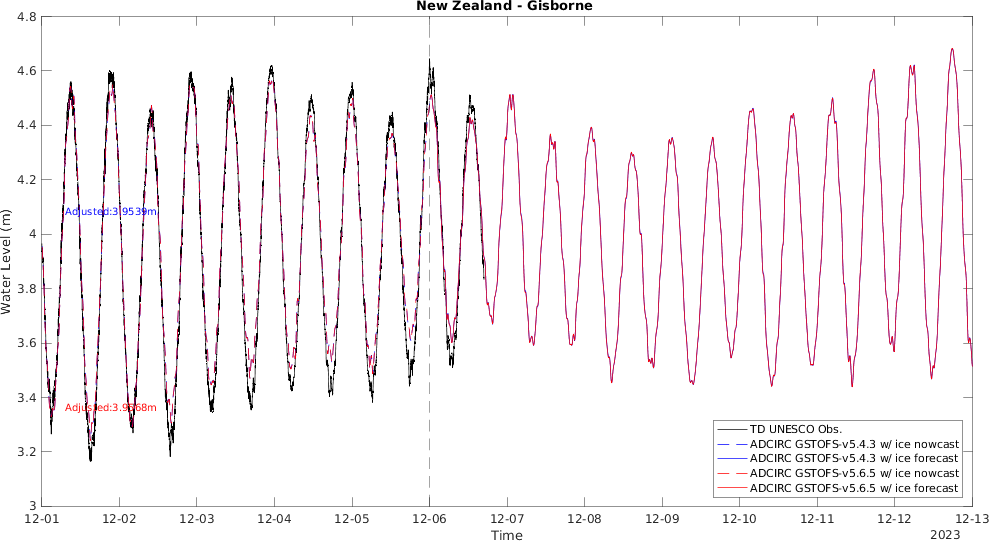 New Zealand - Gisborne
4.8
4.6
4.4
4.2
4
3.8
3.6
3.4
3.2
3
Water Level (m)
Adjusted:3.9539m
TD UNESCO Obs.
ADCIRC GSTOFS-v5.4.3 w/ ice nowcast
ADCIRC GSTOFS-v5.4.3 w/ ice forecast
ADCIRC GSTOFS-v5.6.5 w/ ice nowcast
ADCIRC GSTOFS-v5.6.5 w/ ice forecast
12-01 12-02 12-03 12-04 12-05 12-06 12-07 12-08 12-09 12-10 12-11 12-12 12-13
Time
2023